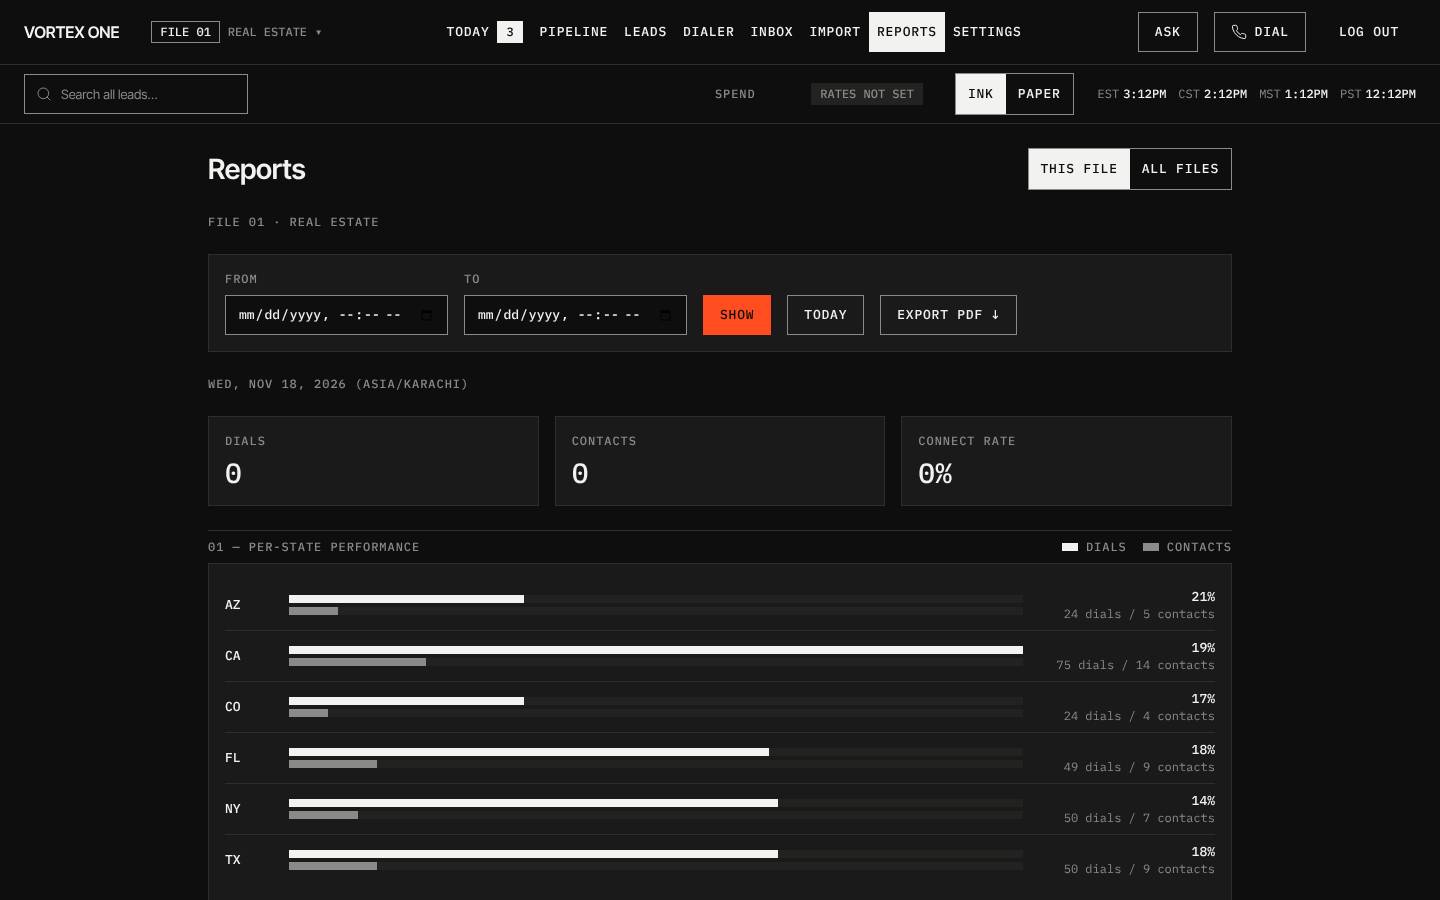 VORTEX ONE
FILE 01 REAL ESTATE ▾
TODAY 3 PIPELINE LEADS DIALER INBOX IMPORT REPORTS SETTINGS
ASK DIAL LOG OUT
Search all leads...
SPEND RATES NOT SET
INK PAPER
EST 3:12PM CST 2:12PM MST 1:12PM PST 12:12PM
Reports
THIS FILE ALL FILES
FILE 01 · REAL ESTATE
FROM TO
mm/dd/yyyy, --:-- -- mm/dd/yyyy, --:-- -- SHOW TODAY EXPORT PDF ↓
WED, NOV 18, 2026 (ASIA/KARACHI)
DIALS CONTACTS CONNECT RATE
0 0 0%
01 — PER-STATE PERFORMANCE DIALS CONTACTS
AZ 21%
24 dials / 5 contacts
CA 19%
75 dials / 14 contacts
CO 17%
24 dials / 4 contacts
FL 18%
49 dials / 9 contacts
NY 14%
50 dials / 7 contacts
TX 18%
50 dials / 9 contacts